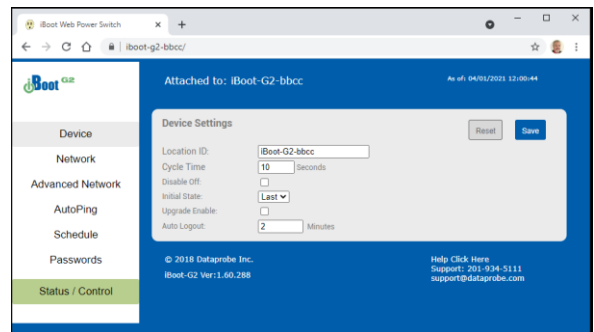 iBoot Web Power Switch
iboot-g2-bbcc/
iBoot G2
Attached to: iBoot-G2-bbcc
As of: 04/01/2021 12:00:44
Device
Network
Advanced Network
AutoPing
Schedule
Passwords
Status / Control
Device Settings
Reset
Save
Location ID: iBoot-G2-bbcc
Cycle Time 10 Seconds
Disable Off:
Initial State: Last
Upgrade Enable:
Auto Logout: 2 Minutes
© 2018 Dataprobe Inc.
iBoot-G2 Ver:1.60.288
Help Click Here
Support: 201-934-5111
support@dataprobe.com